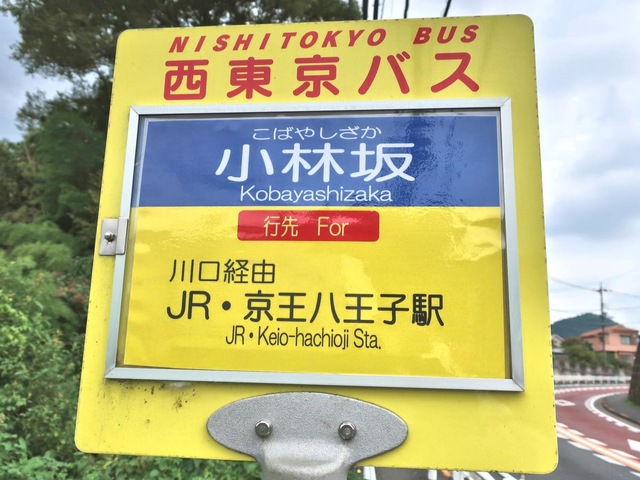 NISHITOKYO BUS
西東京バス
こばやしざか
小林坂
Kobayashizaka
行先 For
川口経由
JR・京王八王子駅
JR・Keio-hachioji Sta.